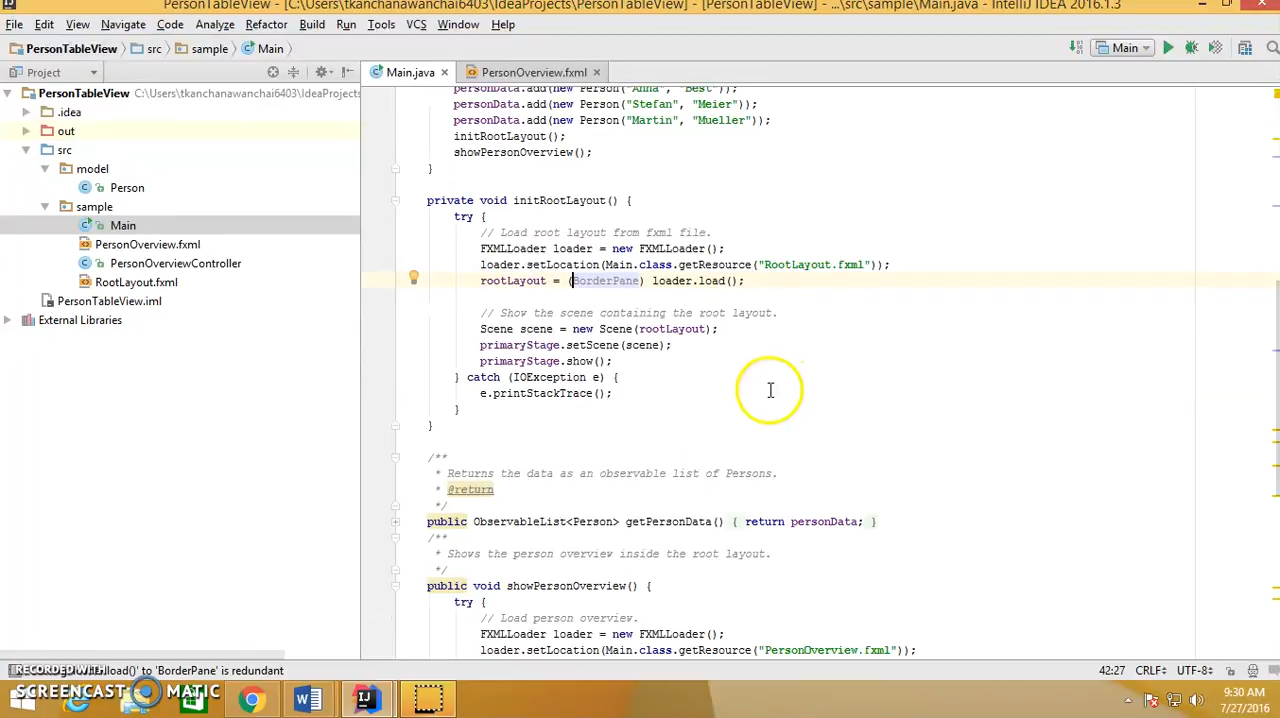 PersonTableView - [C:\Users\tkanchanawanchai6403\IdeaProjects\PersonTableView] - [PersonTableView] - ...\src\sample\Main.java - IntelliJ IDEA 2016.1.3
File Edit View Navigate Code Analyze Refactor Build Run Tools VCS Window Help
PersonTableView src sample Main Main
Project Main.java PersonOverview.fxml
PersonTableView C:\Users\tkanchanawanchai6403\IdeaProjects
.idea
out
src
model
Person
sample
Main
PersonOverview.fxml
PersonOverviewController
RootLayout.fxml
PersonTableView.iml
External Libraries
personData.add(new Person("Anna", "Best"));
personData.add(new Person("Stefan", "Meier"));
personData.add(new Person("Martin", "Mueller"));
initRootLayout();
showPersonOverview();
}
private void initRootLayout() {
try {
// Load root layout from fxml file.
FXMLLoader loader = new FXMLLoader();
loader.setLocation(Main.class.getResource("RootLayout.fxml"));
rootLayout = (BorderPane) loader.load();
// Show the scene containing the root layout.
Scene scene = new Scene(rootLayout);
primaryStage.setScene(scene);
primaryStage.show();
} catch (IOException e) {
e.printStackTrace();
}
}
/**
* Returns the data as an observable list of Persons.
* @return
*/
public ObservableList<Person> getPersonData() { return personData; }
/**
* Shows the person overview inside the root layout.
*/
public void showPersonOverview() {
try {
// Load person overview.
FXMLLoader loader = new FXMLLoader();
loader.setLocation(Main.class.getResource("PersonOverview.fxml"));
to 'BorderPane' is redundant 42:27 CRLF UTF-8
RECORDED WITH
SCREENCAST MATIC
9:30 AM
7/27/2016